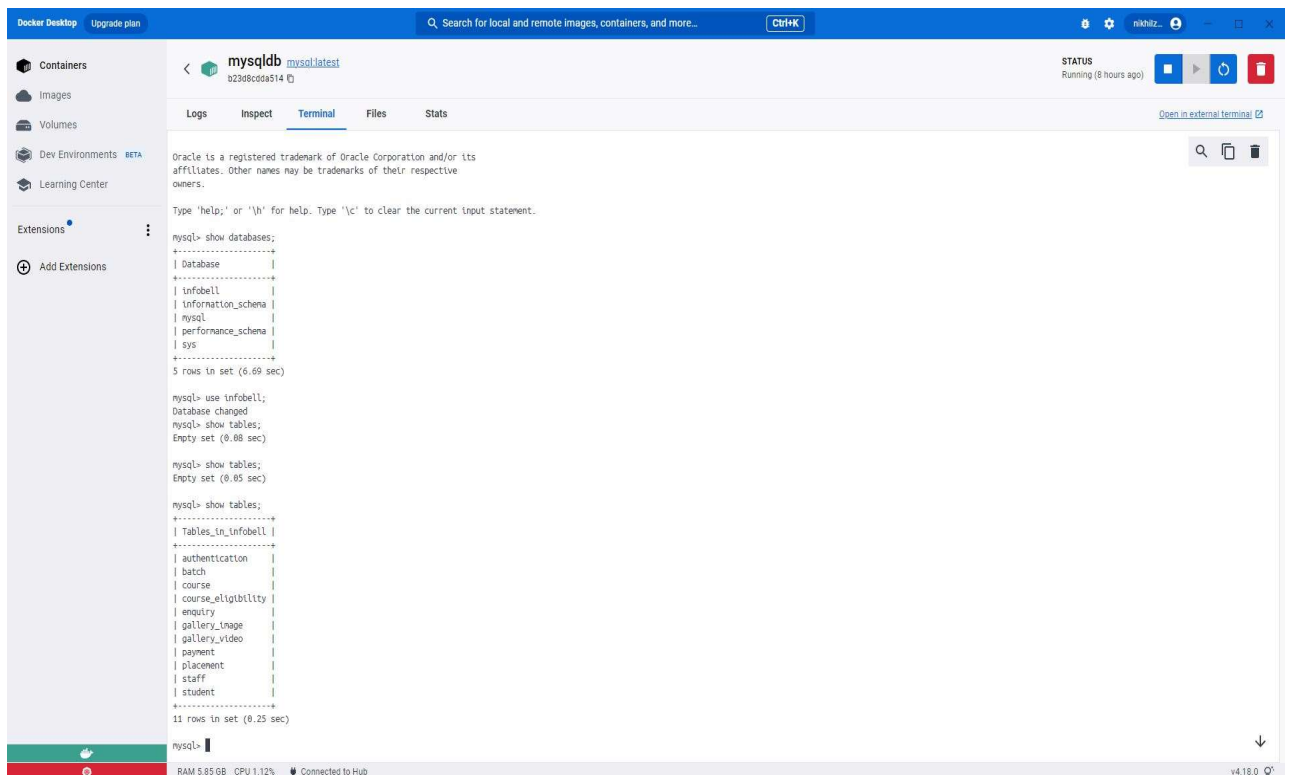 Docker Desktop Upgrade plan
Search for local and remote images, containers, and more... Ctrl+K
nikhilz...
Containers
Images
Volumes
Dev Environments BETA
Learning Center
Extensions
Add Extensions
mysqldb mysql:latest
b23d8cdda514
STATUS
Running (8 hours ago)
Logs Inspect Terminal Files Stats
Open in external terminal
Oracle is a registered trademark of Oracle Corporation and/or its
affiliates. Other names may be trademarks of their respective
owners.
Type 'help;' or '\h' for help. Type '\c' to clear the current input statement.
mysql> show databases;
+--------------------+
| Database           |
+--------------------+
| infobell           |
| information_schema |
| mysql              |
| performance_schema |
| sys                |
+--------------------+
5 rows in set (6.69 sec)
mysql> use infobell;
Database changed
mysql> show tables;
Empty set (0.08 sec)
mysql> show tables;
Empty set (0.05 sec)
mysql> show tables;
+--------------------+
| Tables_in_infobell |
+--------------------+
| authentication     |
| batch              |
| course             |
| course_eligibility |
| enquiry            |
| gallery_image      |
| gallery_video      |
| payment            |
| placement          |
| staff              |
| student            |
+--------------------+
11 rows in set (0.25 sec)
mysql>
RAM 5.85 GB CPU 1.12% Connected to Hub
v4.18.0